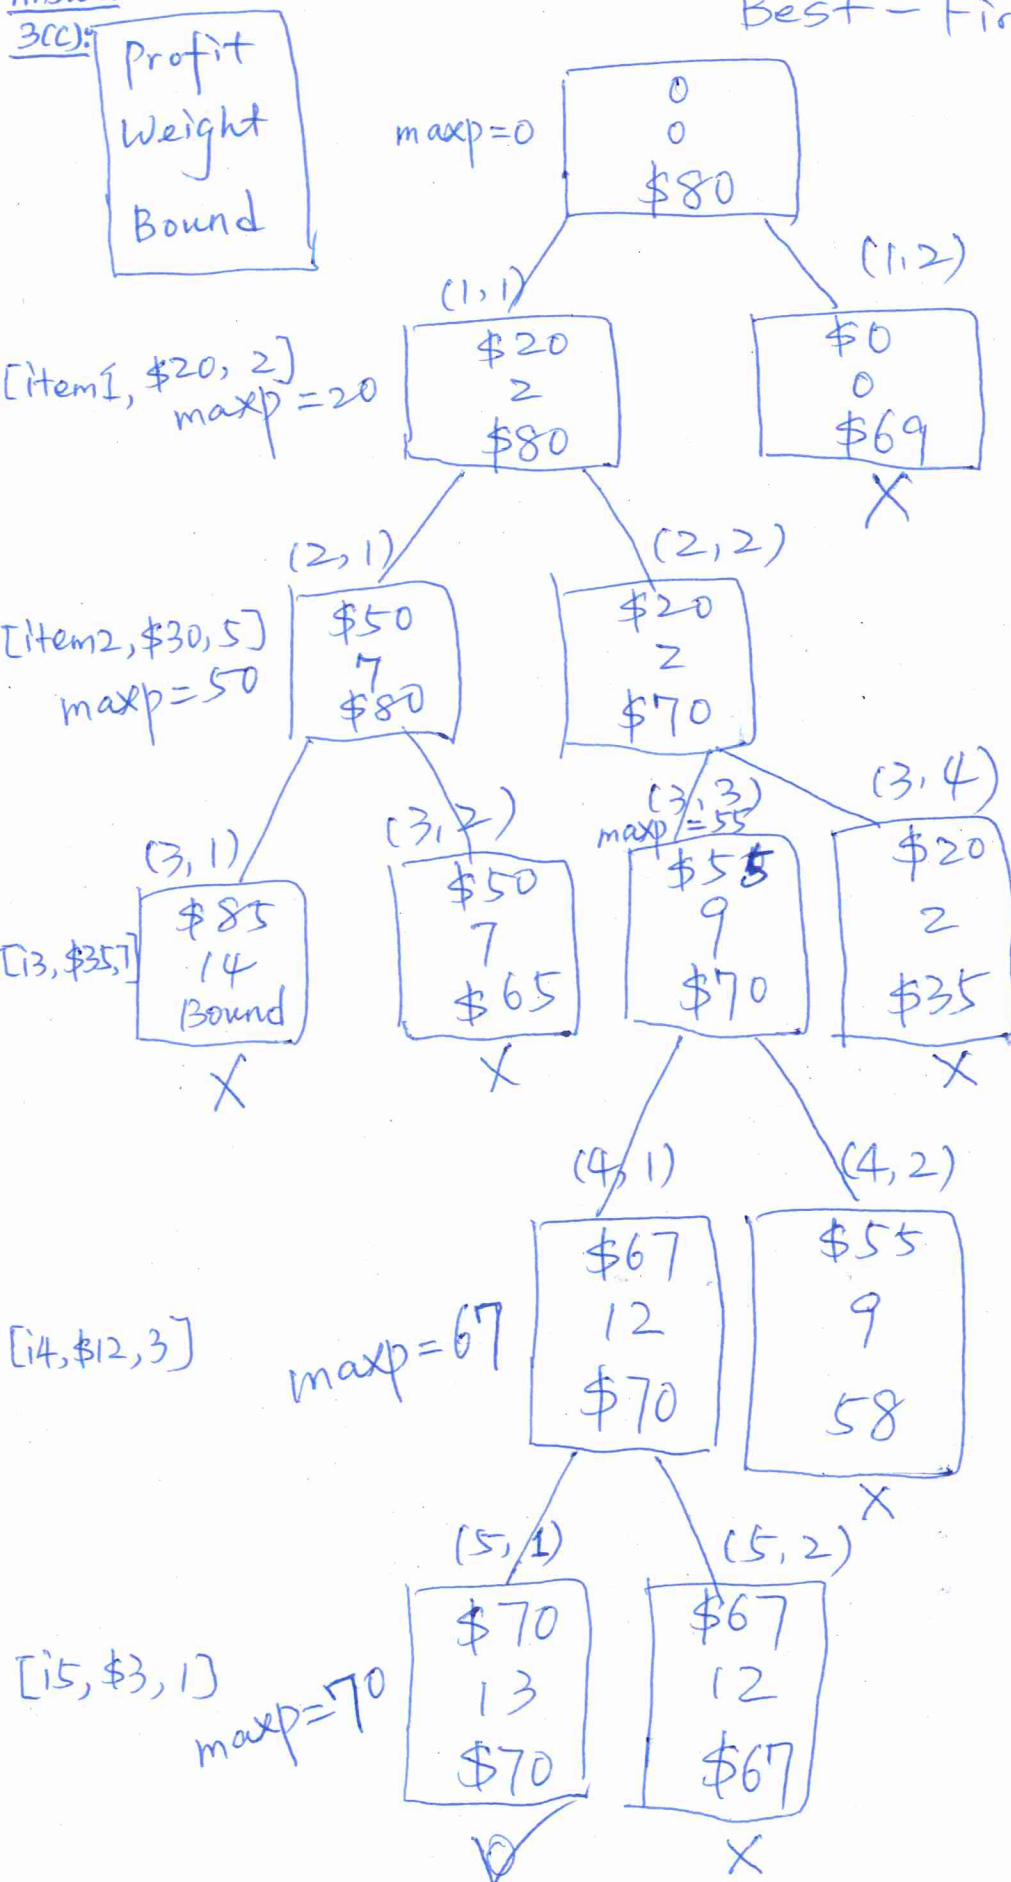 3(c):
Best - Fir
Profit
Weight
Bound
maxp=0
0
0
$80
(1,1)
(1,2)
[item1, $20, 2]
maxp=20
$20
2
$80
$0
0
$69
X
(2,1)
(2,2)
[item2,$30,5]
maxp=50
$50
7
$80
$20
2
$70
(3,1)
(3,2)
(3,3)
maxp=55
(3,4)
[i3,$35,7]
$85
14
Bound
X
$50
7
$65
X
$55
9
$70
$20
2
$35
X
(4,1)
(4,2)
[i4,$12,3]
maxp=67
$67
12
$70
$55
9
58
X
(5,1)
(5,2)
[i5,$3,1]
maxp=70
$70
13
$70
$67
12
$67
X